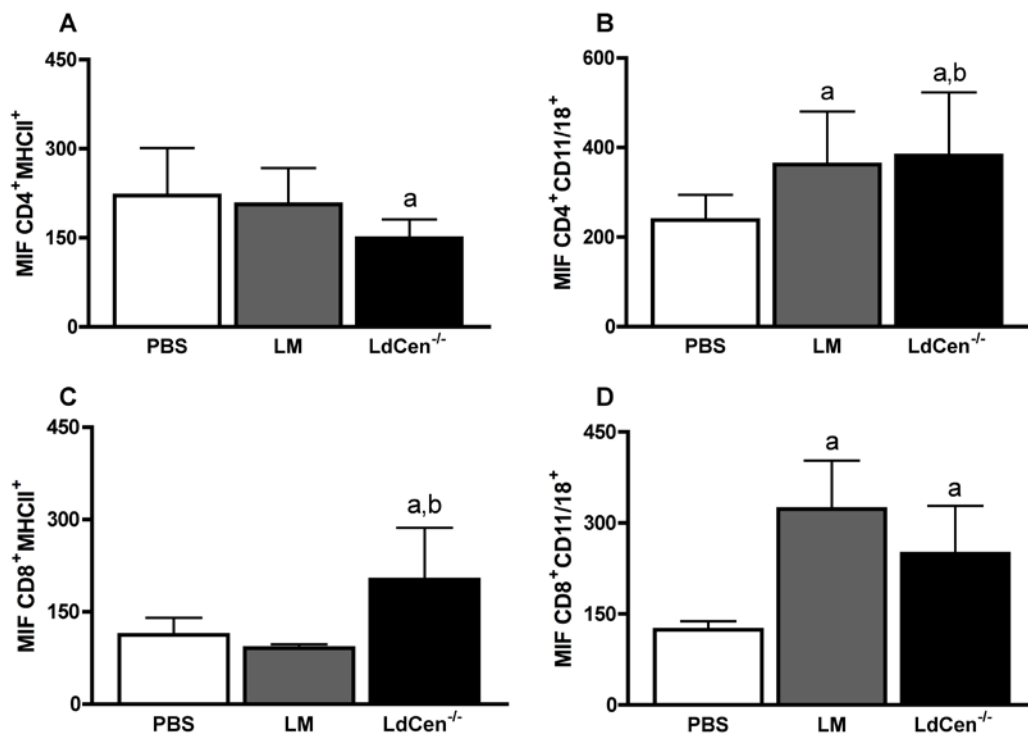 A
MIF CD4⁺MHCII⁺
450
300
150
0
a
PBS LM LdCen⁻/⁻
B
MIF CD4⁺CD11/18⁺
600
400
200
0
a a,b
PBS LM LdCen⁻/⁻
C
MIF CD8⁺MHCII⁺
450
300
150
0
a,b
PBS LM LdCen⁻/⁻
D
MIF CD8⁺CD11/18⁺
450
300
150
0
a a
PBS LM LdCen⁻/⁻